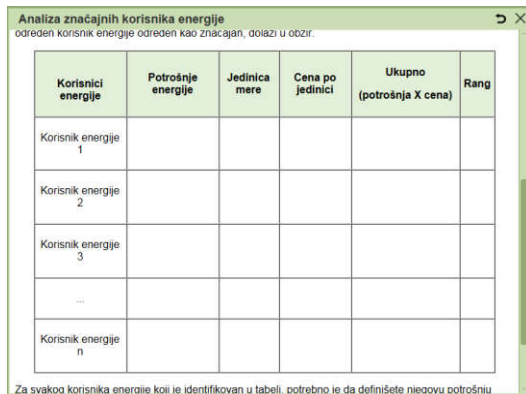 Analiza značajnih korisnika energije
određen korisnik energije određen kao značajan, dolazi u obzir.
Korisnici energije
Potrošnje energije
Jedinica mere
Cena po jedinici
Ukupno (potrošnja X cena)
Rang
Korisnik energije 1
Korisnik energije 2
Korisnik energije 3
...
Korisnik energije n
Za svakog korisnika energije koji je identifikovan u tabeli, potrebno je da definišete njegovu potrošnju